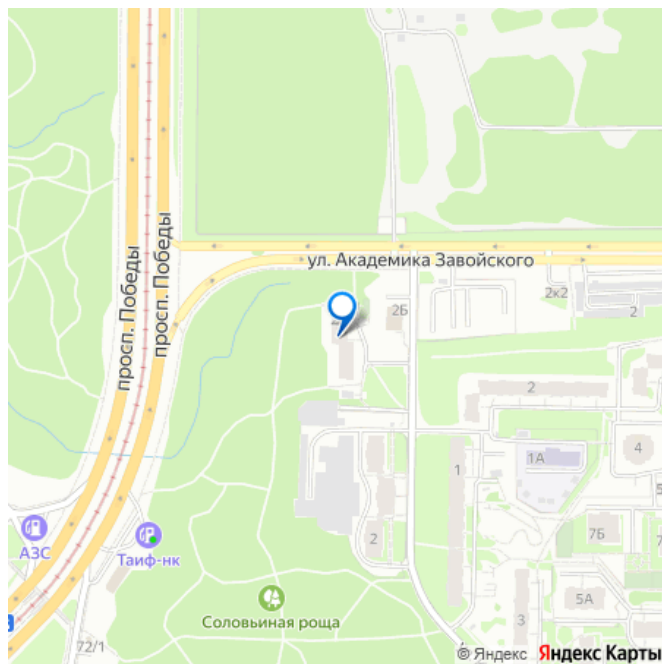 просп. Победы
просп. Победы
ул. Академика Завойского
2к2
2Б
2
2
4
1А
1
7Б
2
АЗС
Таиф-нк
5А
Соловьиная роща
3
72/1
© Яндекс Яндекс Карты